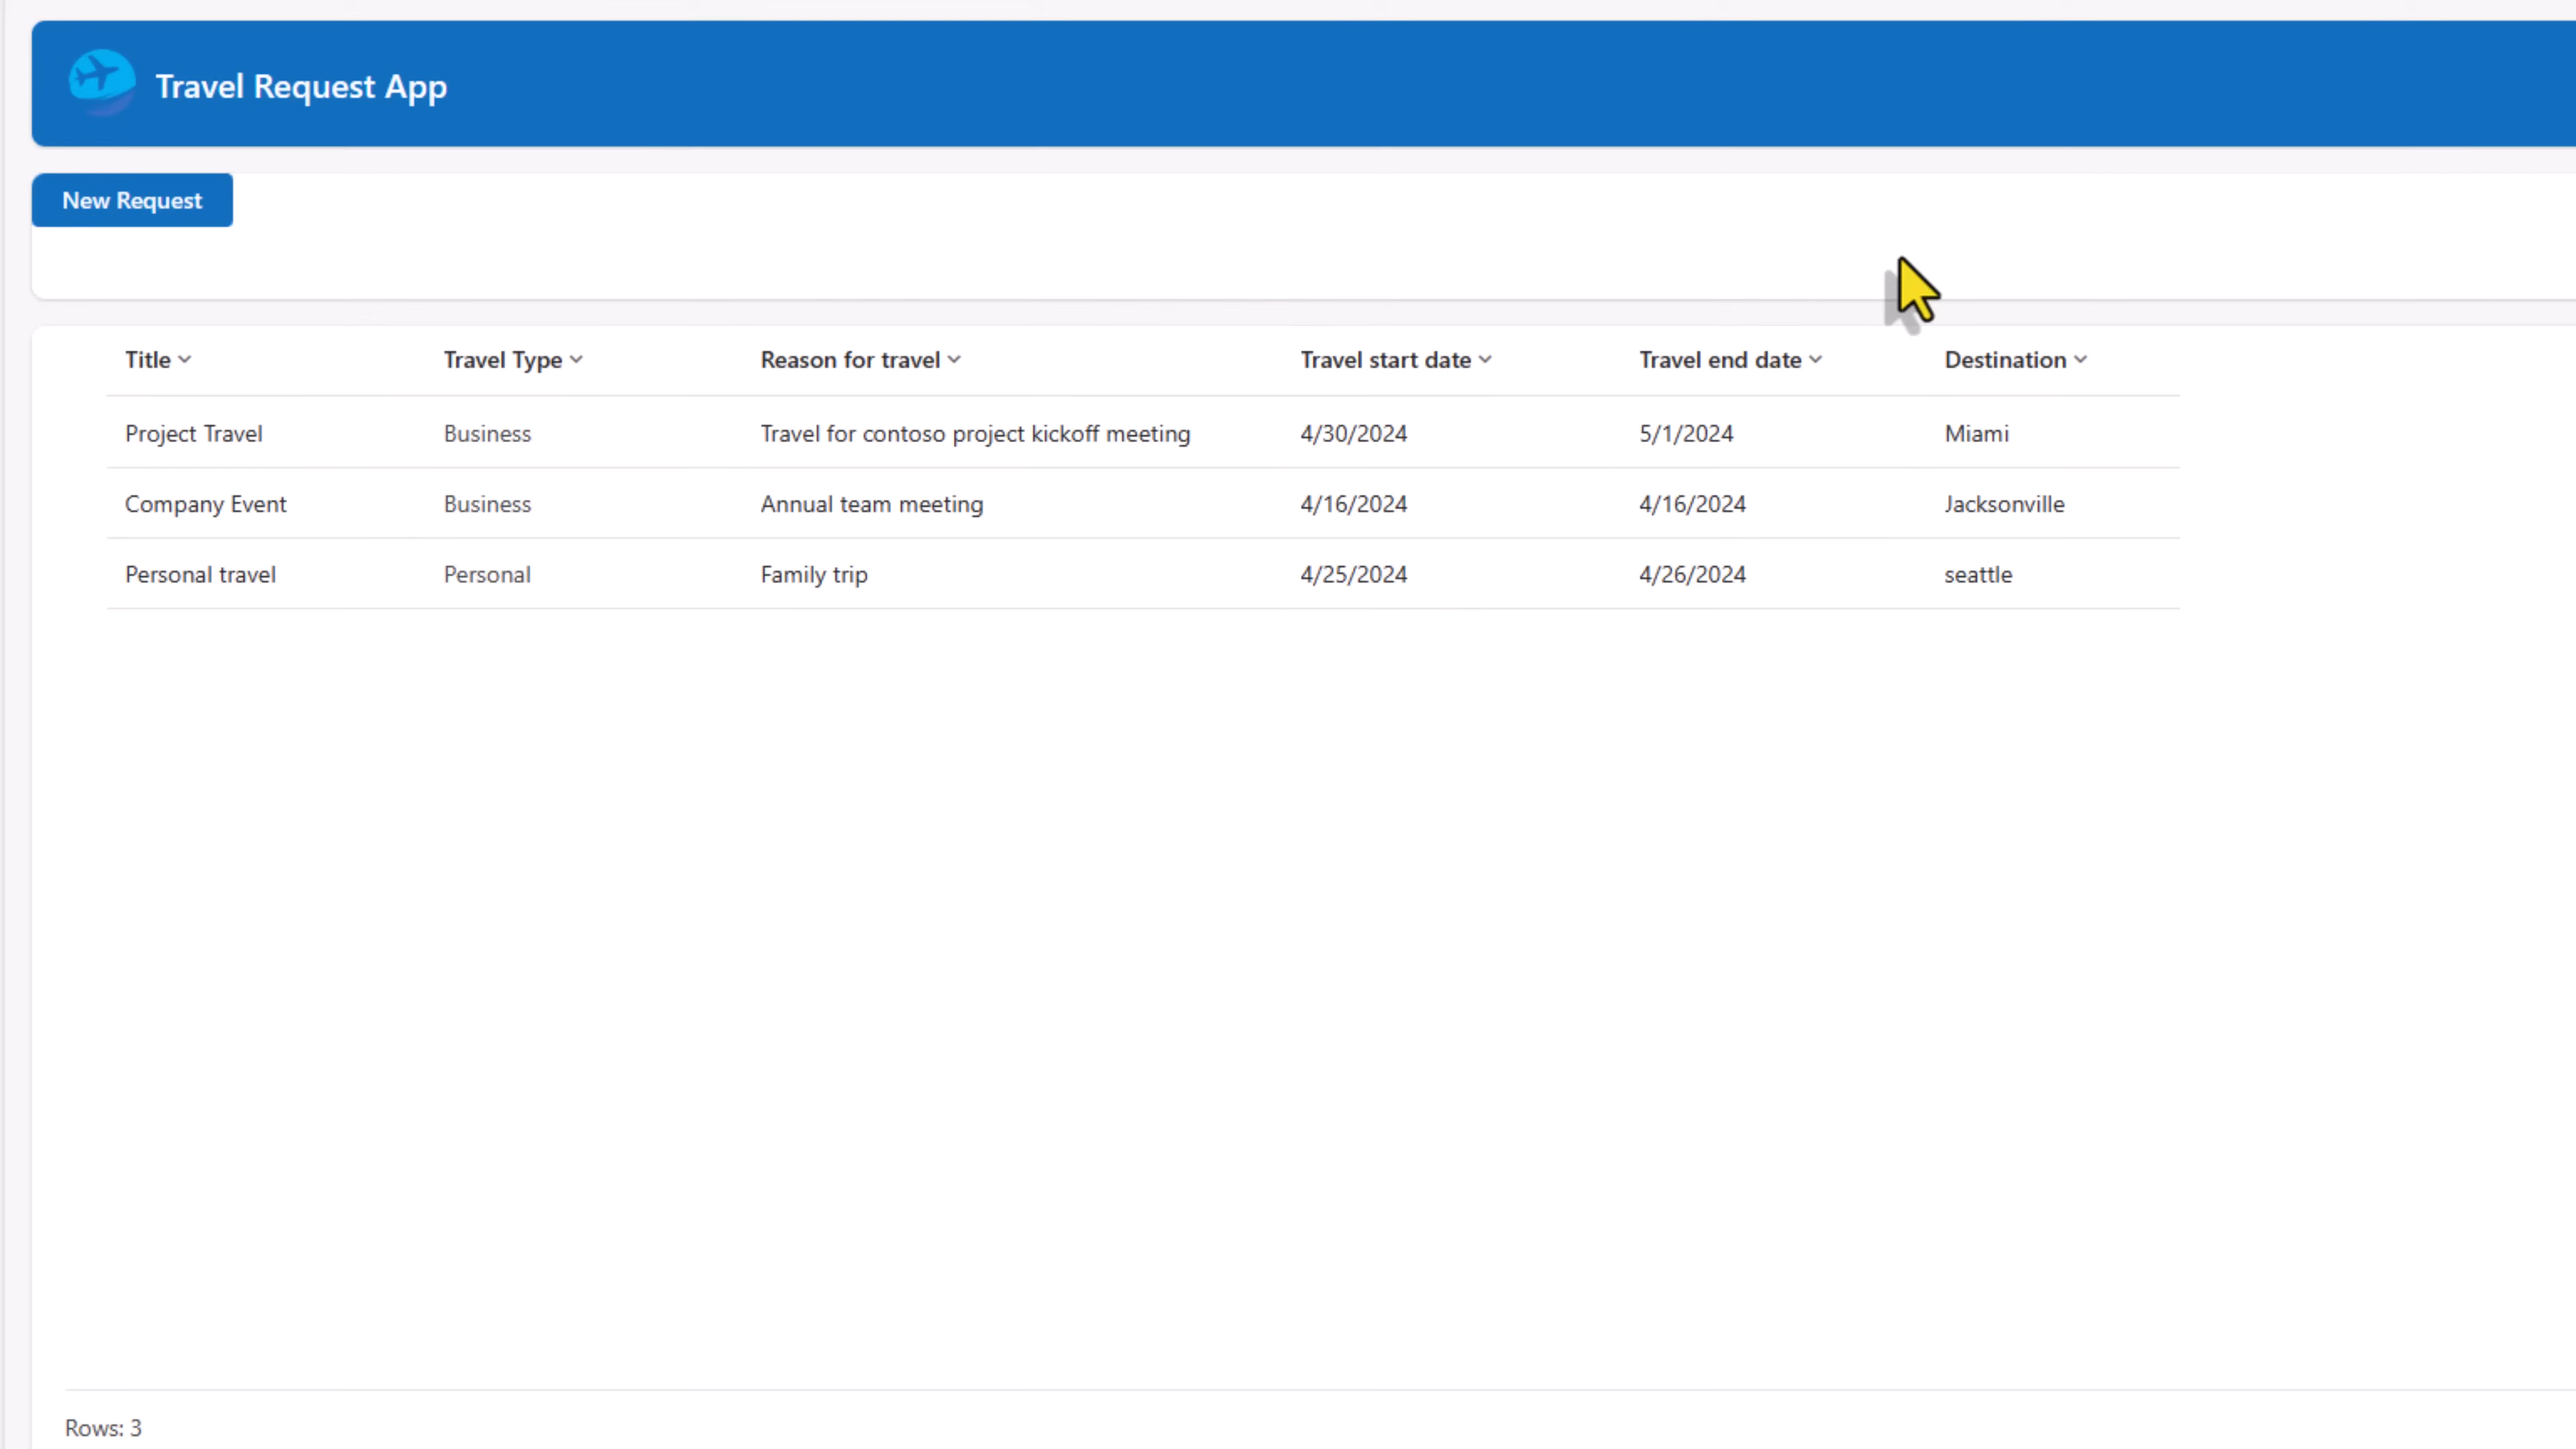 Travel Request App
New Request
Title Travel Type Reason for travel Travel start date Travel end date Destination
Project Travel Business Travel for contoso project kickoff meeting 4/30/2024 5/1/2024 Miami
Company Event Business Annual team meeting 4/16/2024 4/16/2024 Jacksonville
Personal travel Personal Family trip 4/25/2024 4/26/2024 seattle
Rows: 3